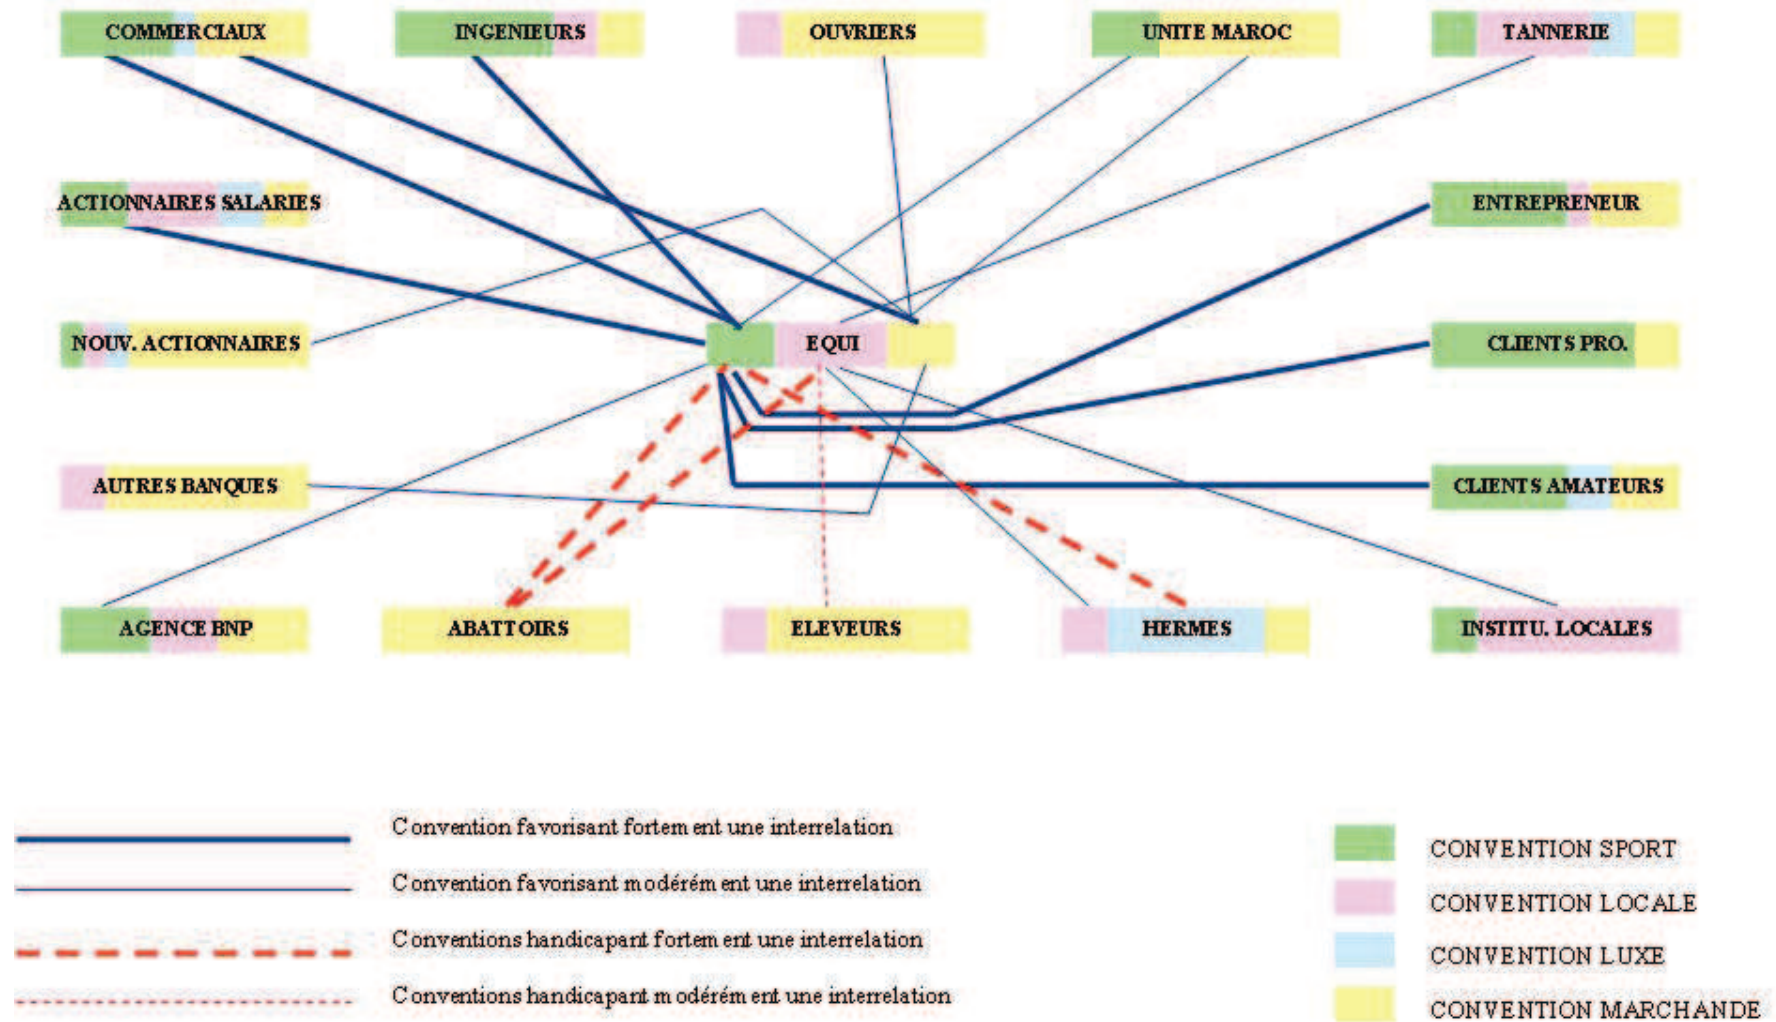 COMMERCIAUX
INGENIEURS
OUVRIERS
UNITE MAROC
TANNERIE
ACTIONNAIRES SALARIES
ENTREPRENEUR
NOUV. ACTIONNAIRES
EQUI
CLIENTS PRO.
AUTRES BANQUES
CLIENTS AMATEURS
AGENCE BNP
ABATTOIRS
ELEVEURS
HERMES
INSTITU. LOCALES
Convention favorisant fortement une interrelation
Convention favorisant modérément une interrelation
Conventions handicapant fortement une interrelation
Conventions handicapant modérément une interrelation
CONVENTION SPORT
CONVENTION LOCALE
CONVENTION LUXE
CONVENTION MARCHANDE